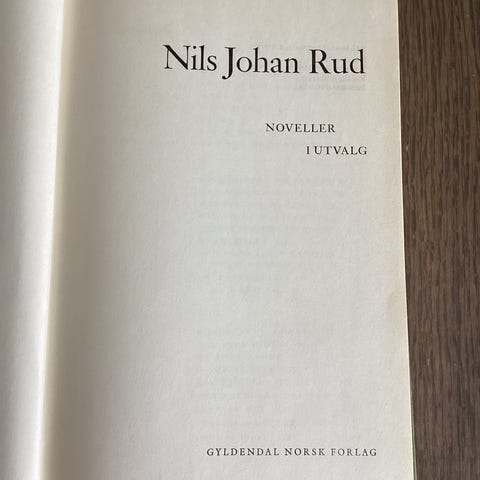 Nils Johan Rud
NOVELLER
I UTVALG
GYLDENDAL NORSK FORLAG